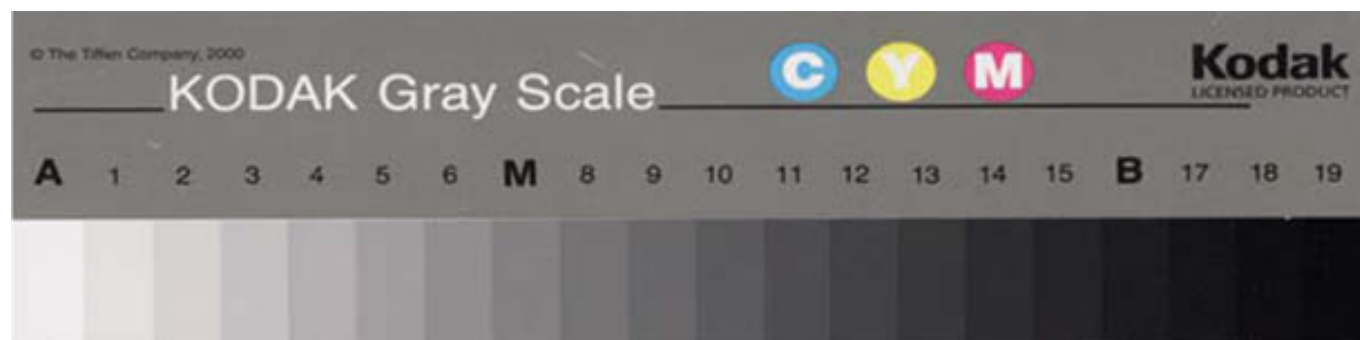 © The Tiffen Company, 2000
KODAK Gray Scale
C Y M
Kodak
LICENSED PRODUCT
A 1 2 3 4 5 6 M 8 9 10 11 12 13 14 15 B 17 18 19